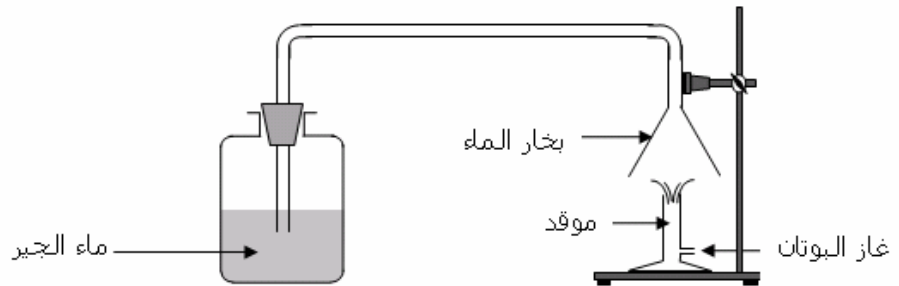 بخار الماء
موقد
غاز البوتان
ماء الجير